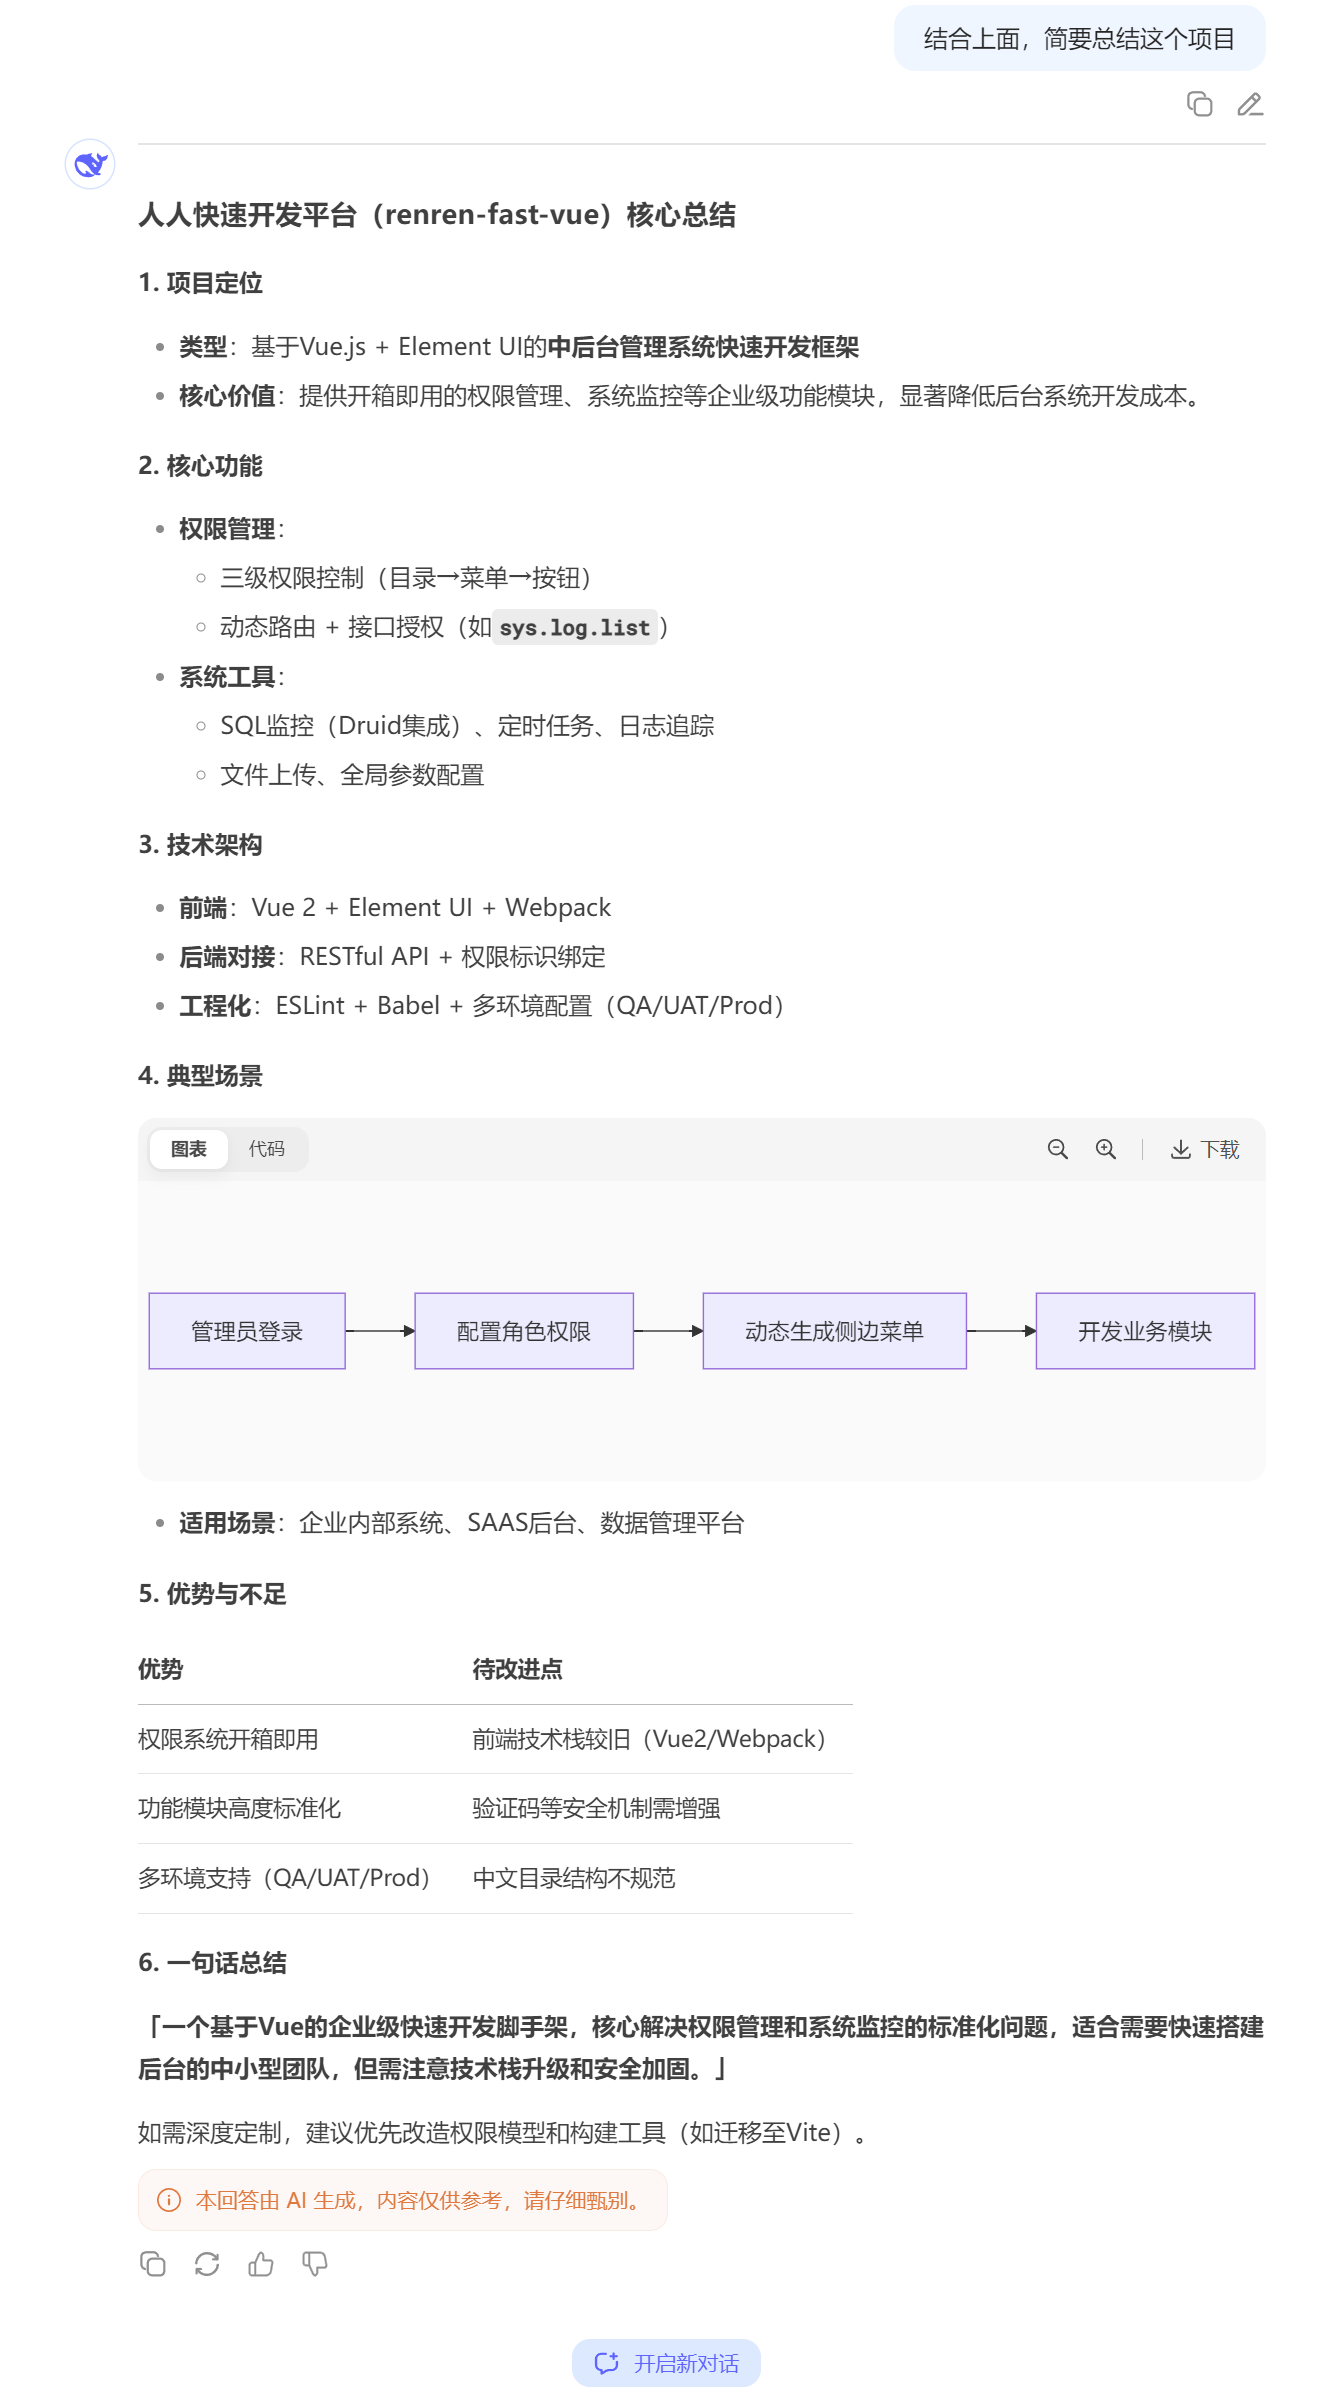 结合上面，简要总结这个项目
人人快速开发平台（renren-fast-vue）核心总结
1. 项目定位
类型：基于Vue.js + Element UI的中后台管理系统快速开发框架
核心价值：提供开箱即用的权限管理、系统监控等企业级功能模块，显著降低后台系统开发成本。
2. 核心功能
权限管理：
三级权限控制（目录→菜单→按钮）
动态路由 + 接口授权（如sys.log.list）
系统工具：
SQL监控（Druid集成）、定时任务、日志追踪
文件上传、全局参数配置
3. 技术架构
前端：Vue 2 + Element UI + Webpack
后端对接：RESTful API + 权限标识绑定
工程化：ESLint + Babel + 多环境配置（QA/UAT/Prod）
4. 典型场景
图表 代码 下载
管理员登录 配置角色权限 动态生成侧边菜单 开发业务模块
适用场景：企业内部系统、SAAS后台、数据管理平台
5. 优势与不足
优势 待改进点
权限系统开箱即用 前端技术栈较旧（Vue2/Webpack）
功能模块高度标准化 验证码等安全机制需增强
多环境支持（QA/UAT/Prod） 中文目录结构不规范
6. 一句话总结
「一个基于Vue的企业级快速开发脚手架，核心解决权限管理和系统监控的标准化问题，适合需要快速搭建
后台的中小型团队，但需注意技术栈升级和安全加固。」
如需深度定制，建议优先改造权限模型和构建工具（如迁移至Vite）。
本回答由 AI 生成，内容仅供参考，请仔细甄别。
开启新对话